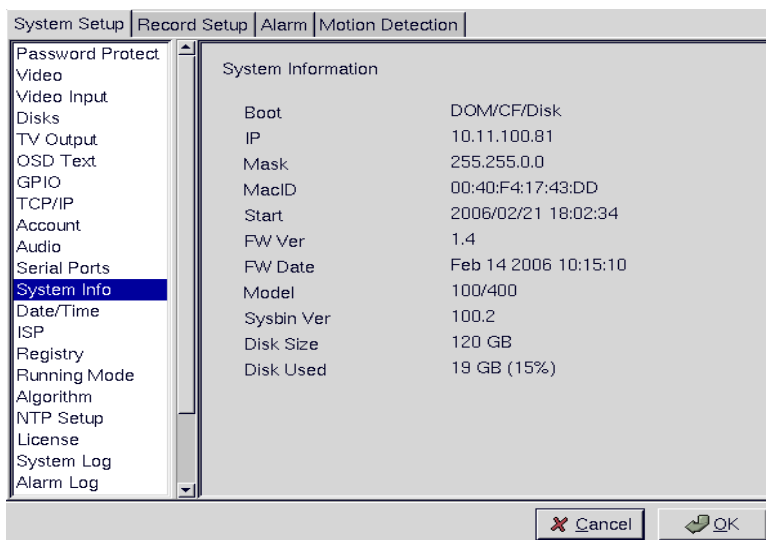 System Setup
Record Setup
Alarm
Motion Detection
Password Protect
Video
Video Input
Disks
TV Output
OSD Text
GPIO
TCP/IP
Account
Audio
Serial Ports
System Info
Date/Time
ISP
Registry
Running Mode
Algorithm
NTP Setup
License
System Log
Alarm Log
System Information
Boot DOM/CF/Disk
IP 10.11.100.81
Mask 255.255.0.0
MacID 00:40:F4:17:43:DD
Start 2006/02/21 18:02:34
FW Ver 1.4
FW Date Feb 14 2006 10:15:10
Model 100/400
Sysbin Ver 100.2
Disk Size 120 GB
Disk Used 19 GB (15%)
Cancel
OK